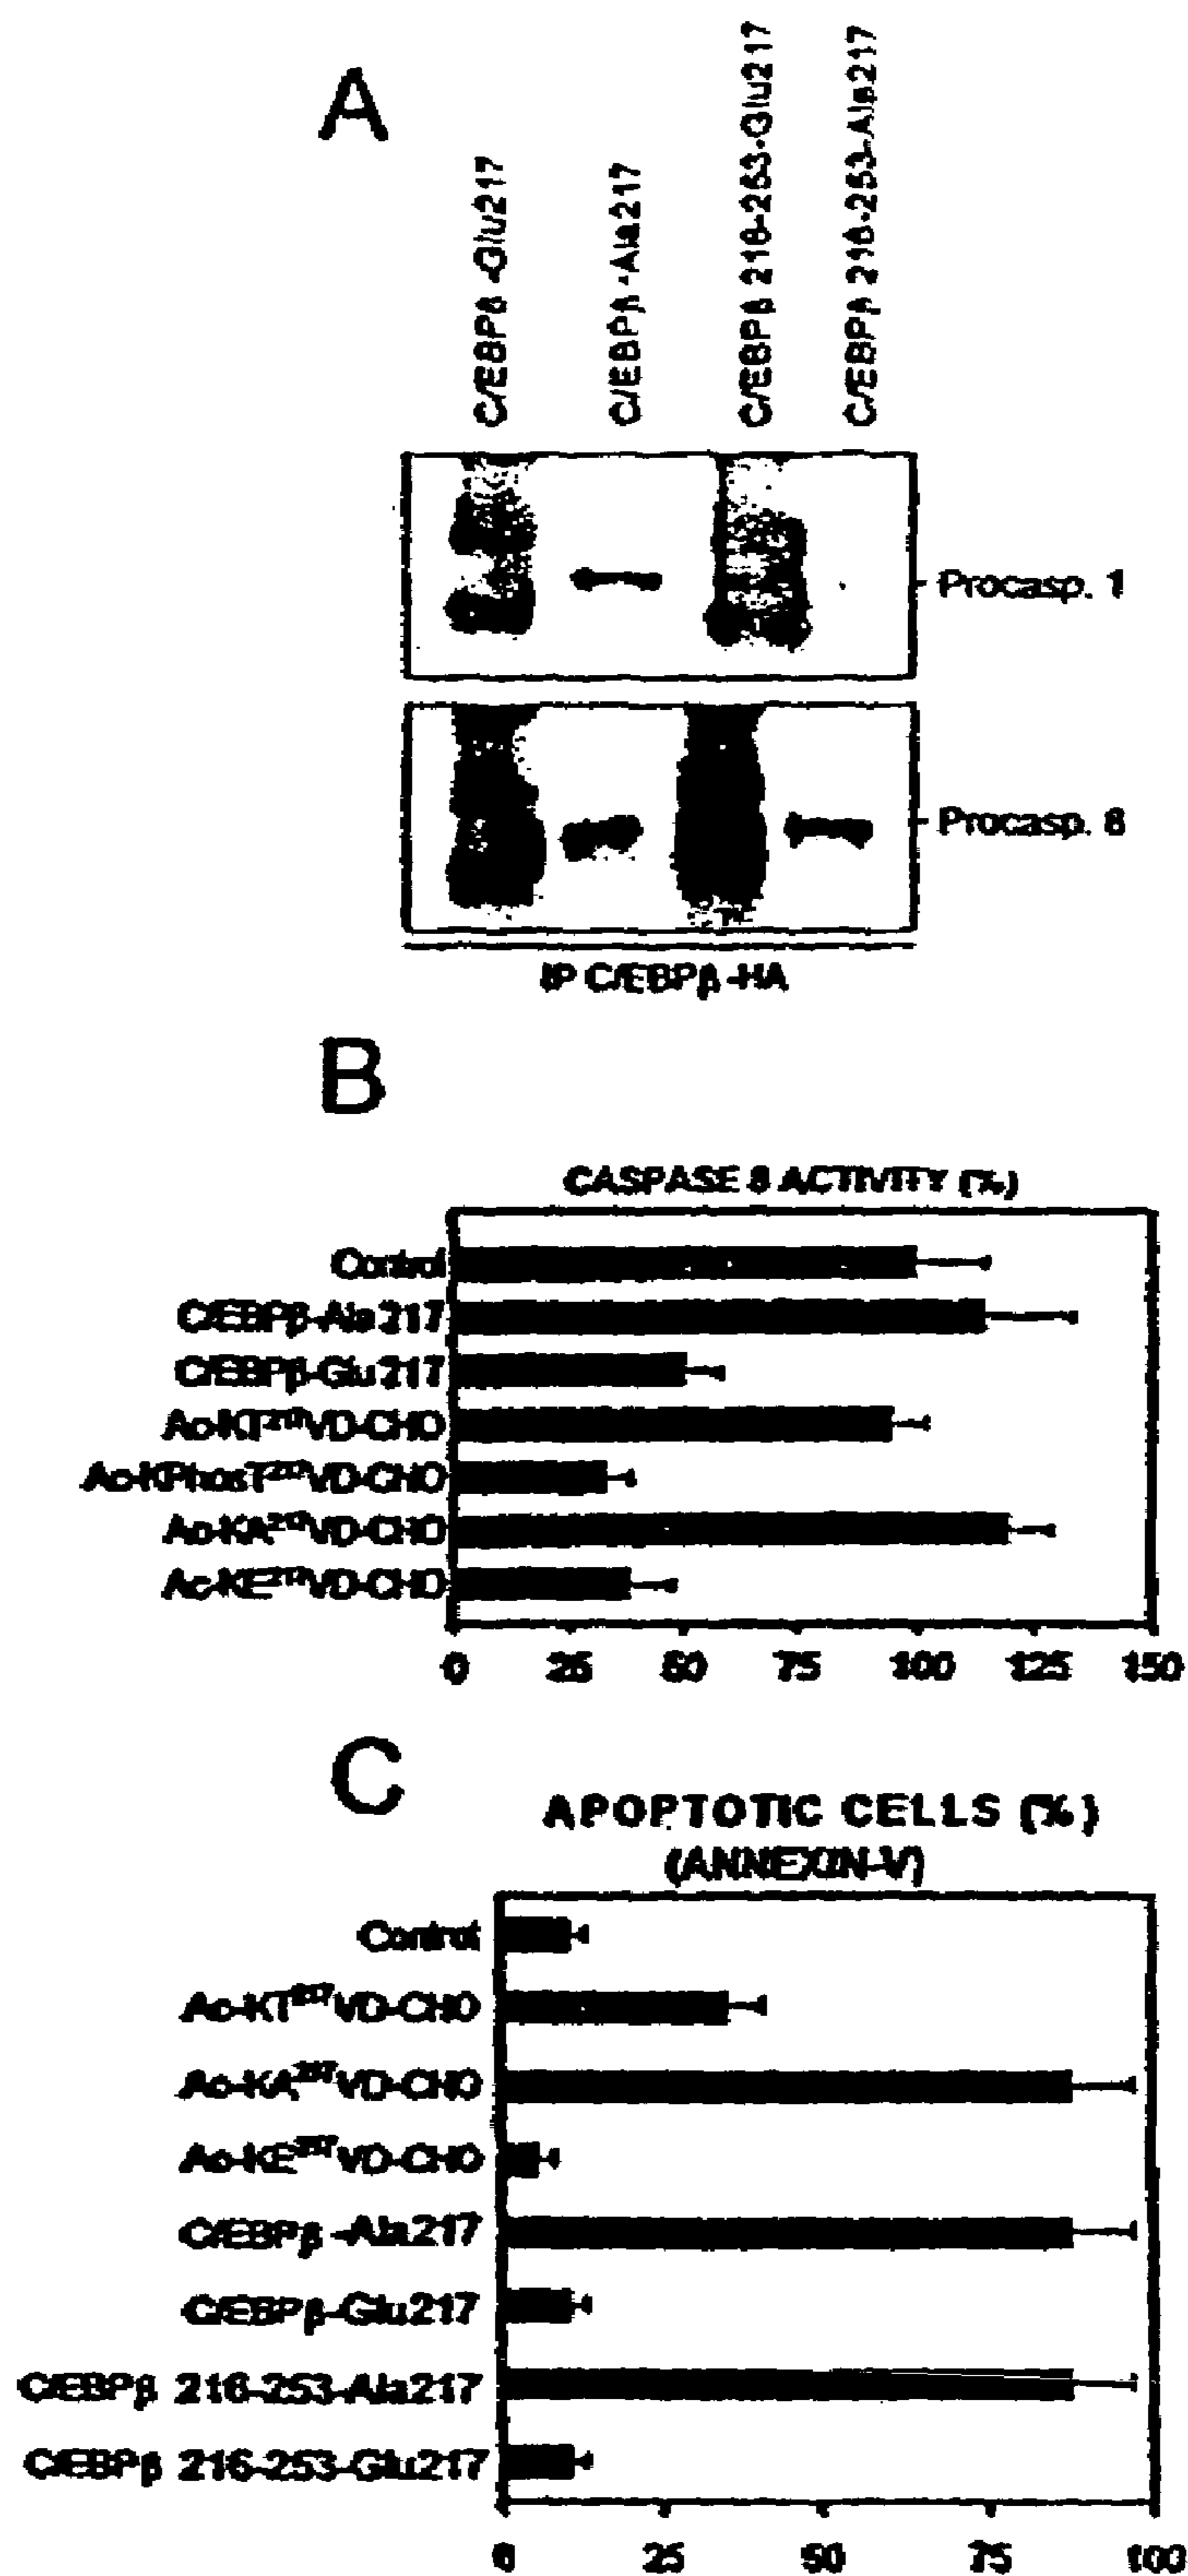 A
C/EBPβ -Glu217
C/EBPβ -Ala217
C/EBPβ 216-253-Glu217
C/EBPβ 216-253-Ala217
Procasp. 1
Procasp. 8
IP C/EBPβ -HA
B
CASPASE 8 ACTIVITY (%)
Control
C/EBPβ-Ala217
C/EBPβ-Glu217
Ac-KT²¹⁷VD-CHO
Ac-KPhosT²¹⁷VD-CHO
Ac-KA²¹⁷VD-CHO
Ac-KE²¹⁷VD-CHO
0 25 50 75 100 125 150
C
APOPTOTIC CELLS (%)
(ANNEXIN-V)
Control
Ac-KT²¹⁷VD-CHO
Ac-KA²¹⁷VD-CHO
Ac-KE²¹⁷VD-CHO
C/EBPβ -Ala217
C/EBPβ-Glu217
C/EBPβ 216-253-Ala217
C/EBPβ 216-253-Glu217
0 25 50 75 100